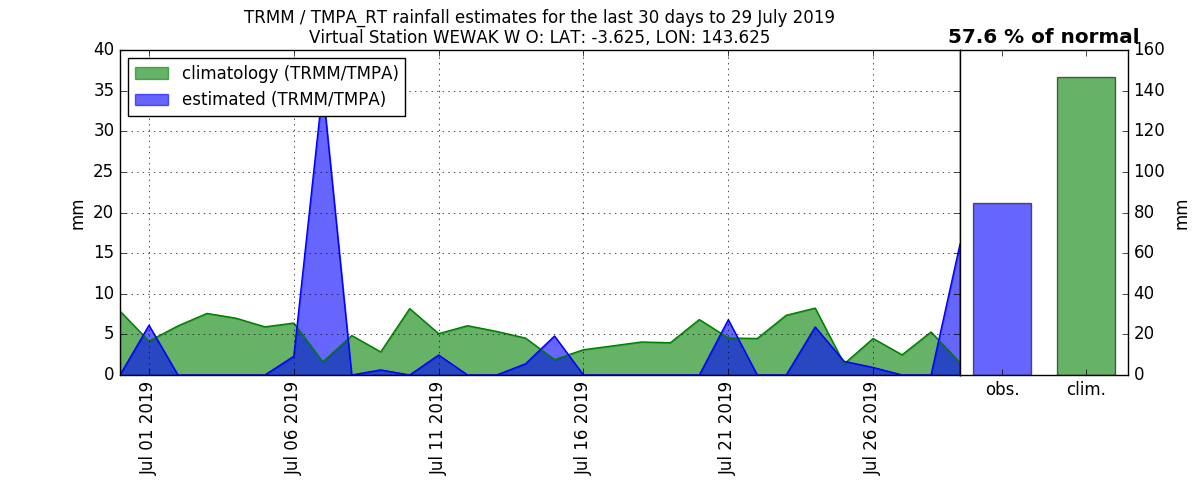 TRMM / TMPA_RT rainfall estimates for the last 30 days to 29 July 2019
Virtual Station WEWAK W O: LAT: -3.625, LON: 143.625
57.6 % of normal
climatology (TRMM/TMPA)
estimated (TRMM/TMPA)
40
35
30
25
20
15
10
5
0
mm
Jul 01 2019
Jul 06 2019
Jul 11 2019
Jul 16 2019
Jul 21 2019
Jul 26 2019
obs.
clim.
160
140
120
100
80
60
40
20
0
mm